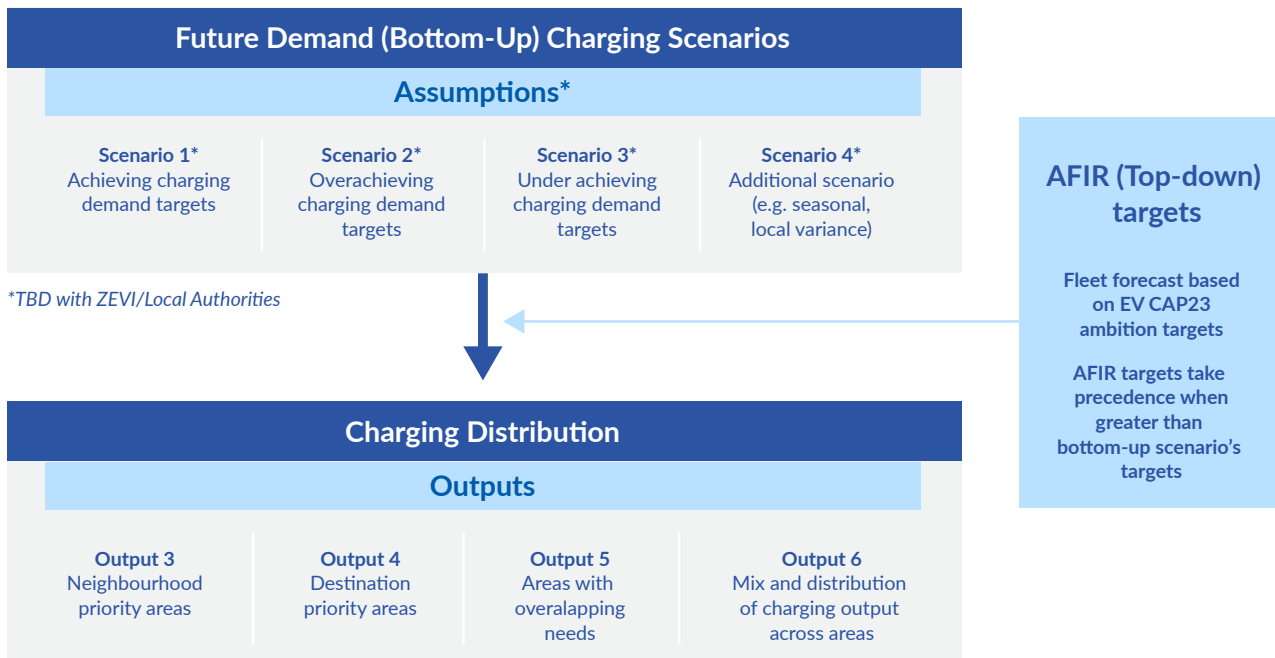 Future Demand (Bottom-Up) Charging Scenarios
Assumptions*
Scenario 1*
Achieving charging
demand targets
Scenario 2*
Overachieving
charging demand
targets
Scenario 3*
Under achieving
charging demand
targets
Scenario 4*
Additional scenario
(e.g. seasonal,
local variance)
*TBD with ZEVI/Local Authorities
AFIR (Top-down)
targets
Fleet forecast based
on EV CAP23
ambition targets
AFIR targets take
precedence when
greater than
bottom-up scenario’s
targets
Charging Distribution
Outputs
Output 3
Neighbourhood
priority areas
Output 4
Destination
priority areas
Output 5
Areas with
overalapping
needs
Output 6
Mix and distribution
of charging output
across areas